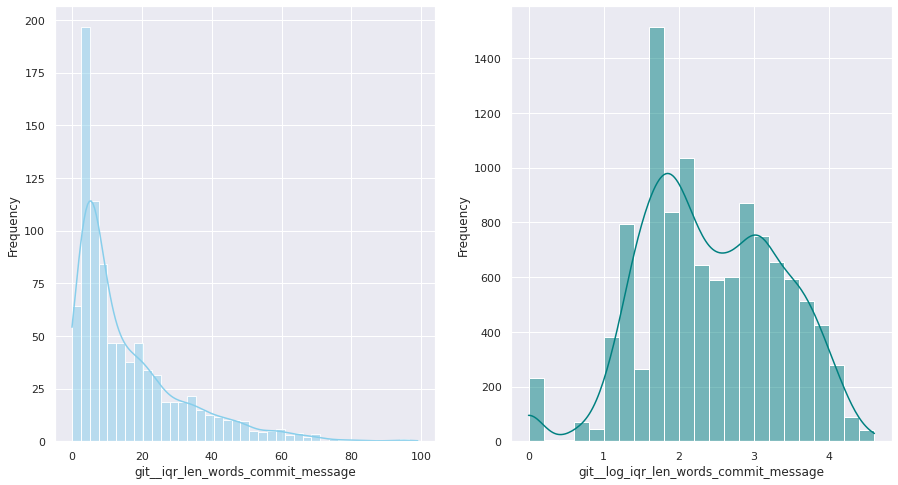 200
175
150
125
100
75
50
25
0
Frequency
0 20 40 60 80 100
git__iqr_len_words_commit_message
1400
1200
1000
800
600
400
200
0
Frequency
0 1 2 3 4
git__log_iqr_len_words_commit_message